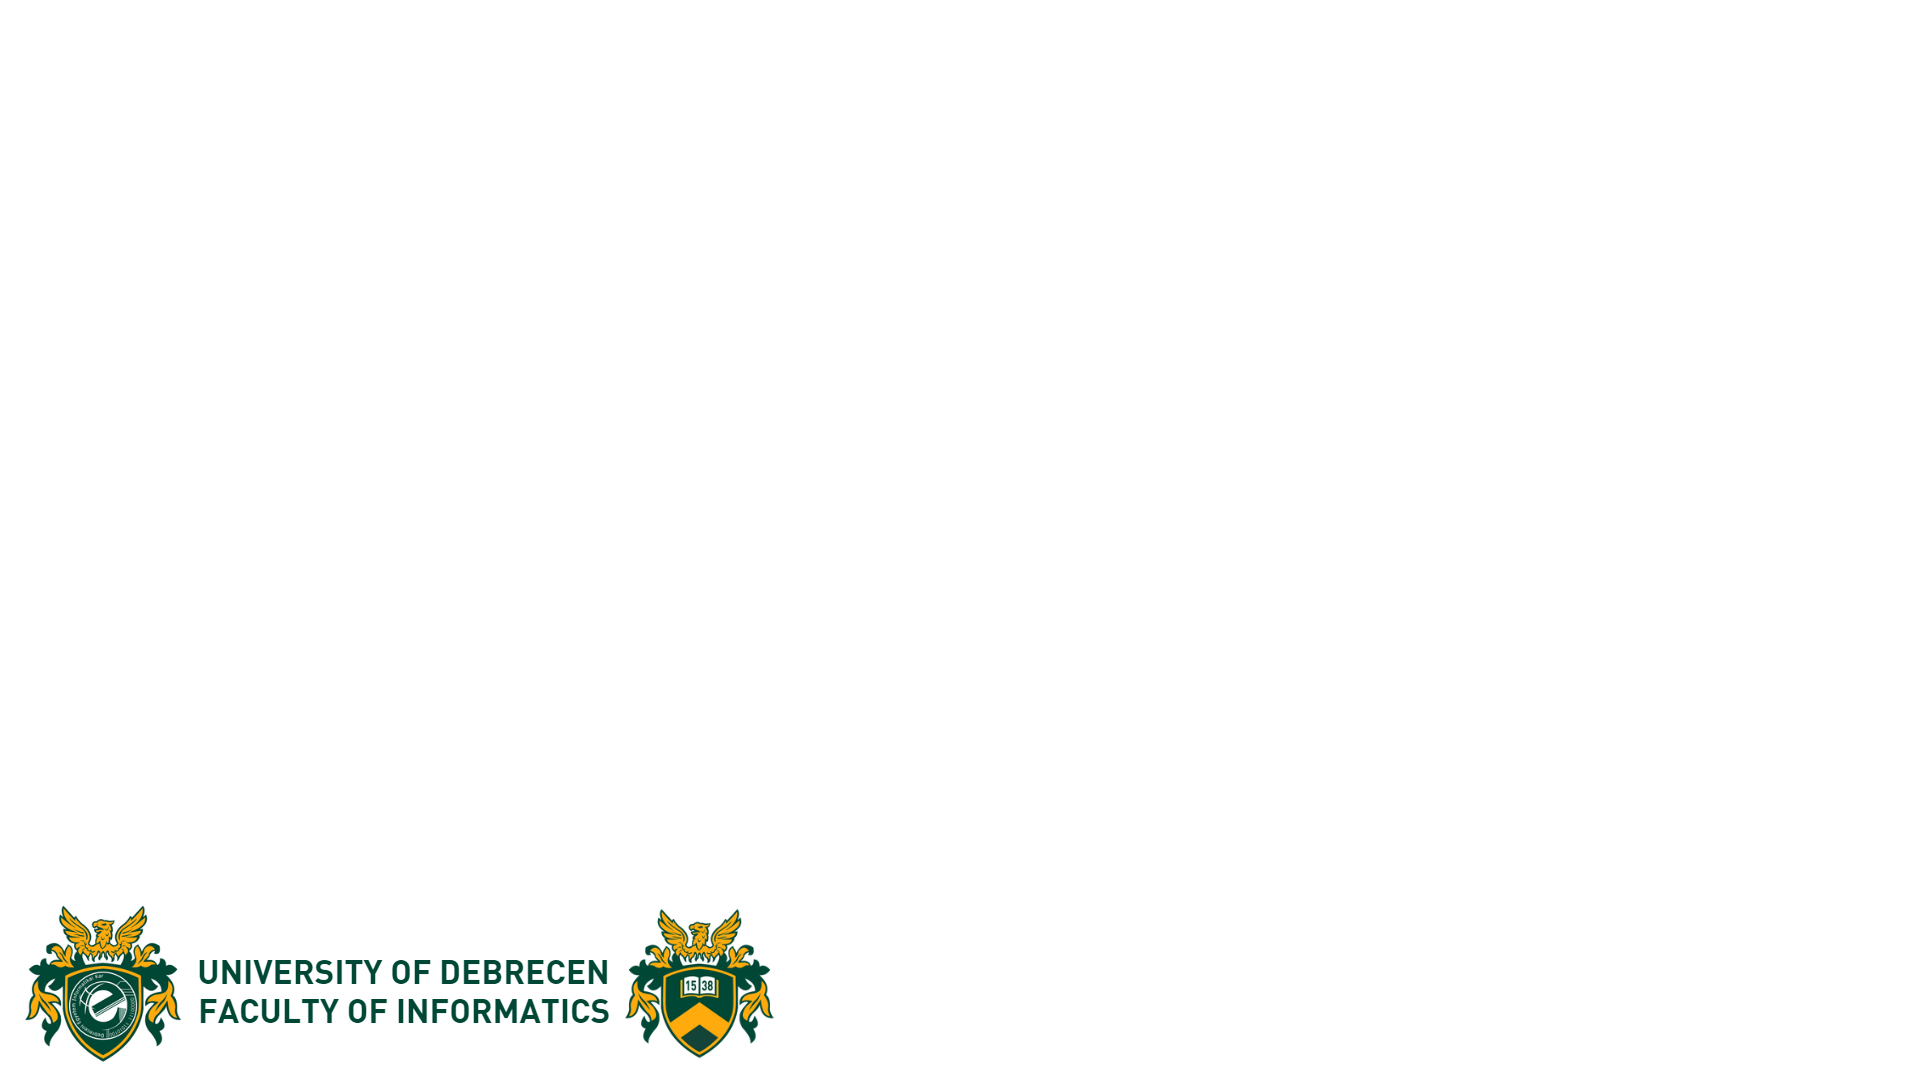 UNIVERSITY OF DEBRECEN
FACULTY OF INFORMATICS
15 38